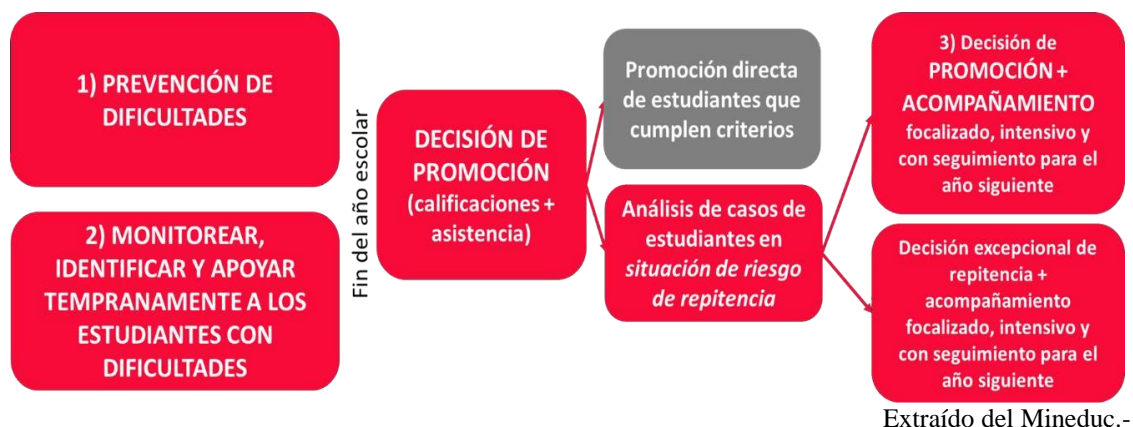 1) PREVENCIÓN DE
DIFICULTADES
2) MONITOREAR,
IDENTIFICAR Y APOYAR
TEMPRANAMENTE A LOS
ESTUDIANTES CON
DIFICULTADES
Fin del año escolar
DECISIÓN DE
PROMOCIÓN
(calificaciones +
asistencia)
Promoción directa
de estudiantes que
cumplen criterios
Análisis de casos de
estudiantes en
situación de riesgo
de repitencia
3) Decisión de
PROMOCIÓN +
ACOMPAÑAMIENTO
focalizado, intensivo y
con seguimiento para el
año siguiente
Decisión excepcional de
repitencia +
acompañamiento
focalizado, intensivo y
con seguimiento para el
año siguiente
Extraído del Mineduc.-